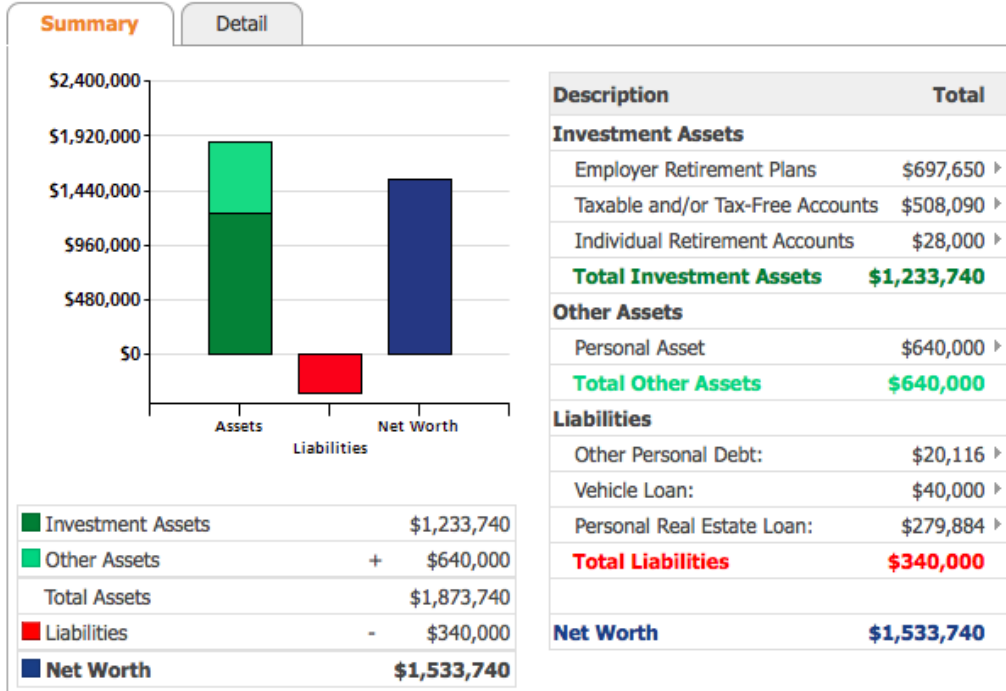 Summary Detail
$2,400,000
$1,920,000
$1,440,000
$960,000
$480,000
$0
Assets Net Worth
Liabilities
Investment Assets $1,233,740
Other Assets + $640,000
Total Assets $1,873,740
Liabilities - $340,000
Net Worth $1,533,740
Description Total
Investment Assets
Employer Retirement Plans $697,650
Taxable and/or Tax-Free Accounts $508,090
Individual Retirement Accounts $28,000
Total Investment Assets $1,233,740
Other Assets
Personal Asset $640,000
Total Other Assets $640,000
Liabilities
Other Personal Debt: $20,116
Vehicle Loan: $40,000
Personal Real Estate Loan: $279,884
Total Liabilities $340,000
Net Worth $1,533,740